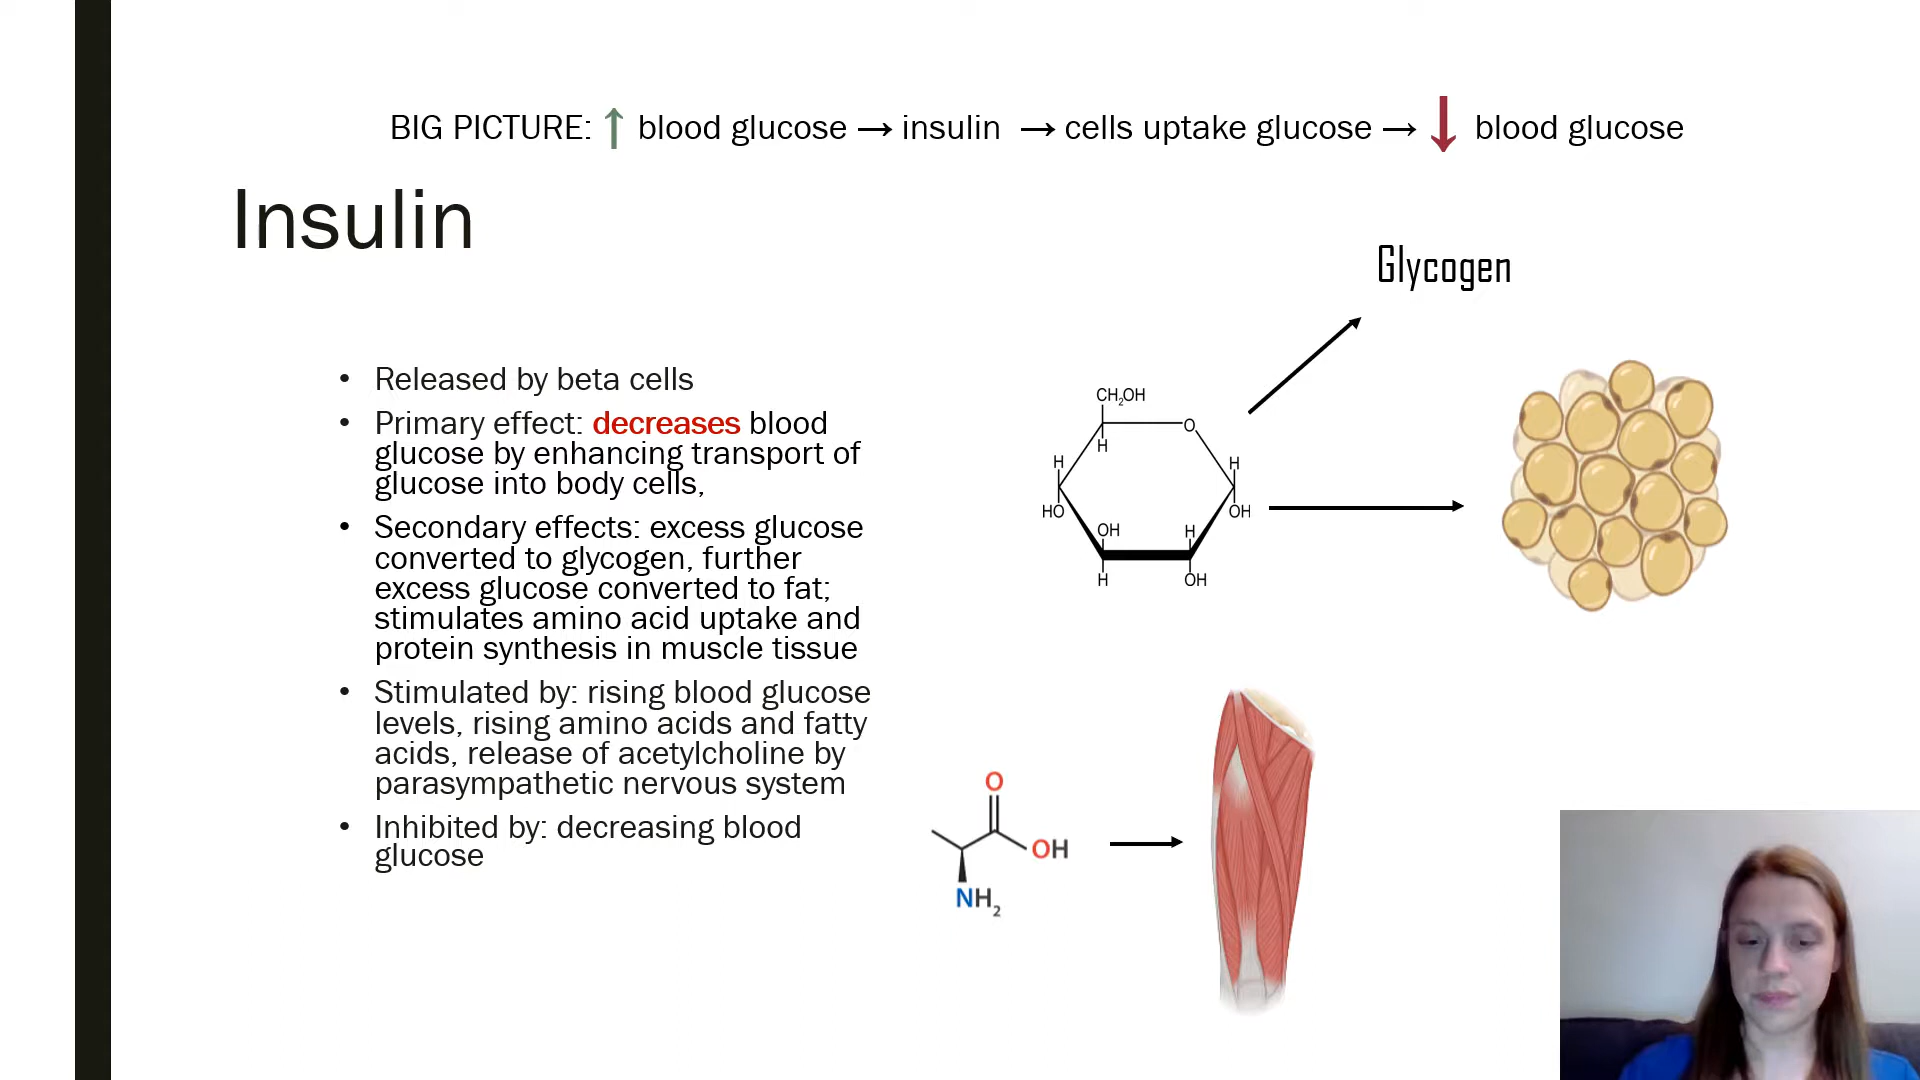 BIG PICTURE: ↑ blood glucose → insulin → cells uptake glucose → ↓ blood glucose
Insulin
Glycogen
• Released by beta cells
• Primary effect: decreases blood
glucose by enhancing transport of
glucose into body cells,
• Secondary effects: excess glucose
converted to glycogen, further
excess glucose converted to fat;
stimulates amino acid uptake and
protein synthesis in muscle tissue
• Stimulated by: rising blood glucose
levels, rising amino acids and fatty
acids, release of acetylcholine by
parasympathetic nervous system
• Inhibited by: decreasing blood
glucose
CH₂OH
O
H
H
H
HO
OH
OH
H
H
OH
O
OH
NH₂